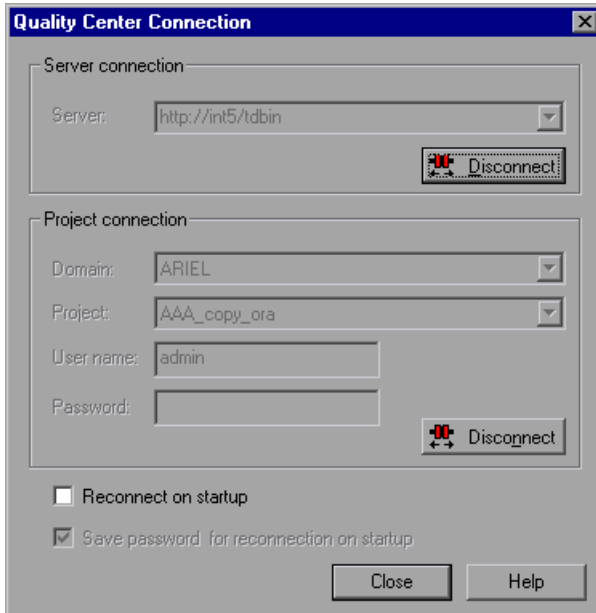 Quality Center Connection
Server connection
Server: http://int5/tdbin
Disconnect
Project connection
Domain: ARIEL
Project: AAA_copy_ora
User name: admin
Password:
Disconnect
Reconnect on startup
Save password for reconnection on startup
Close Help